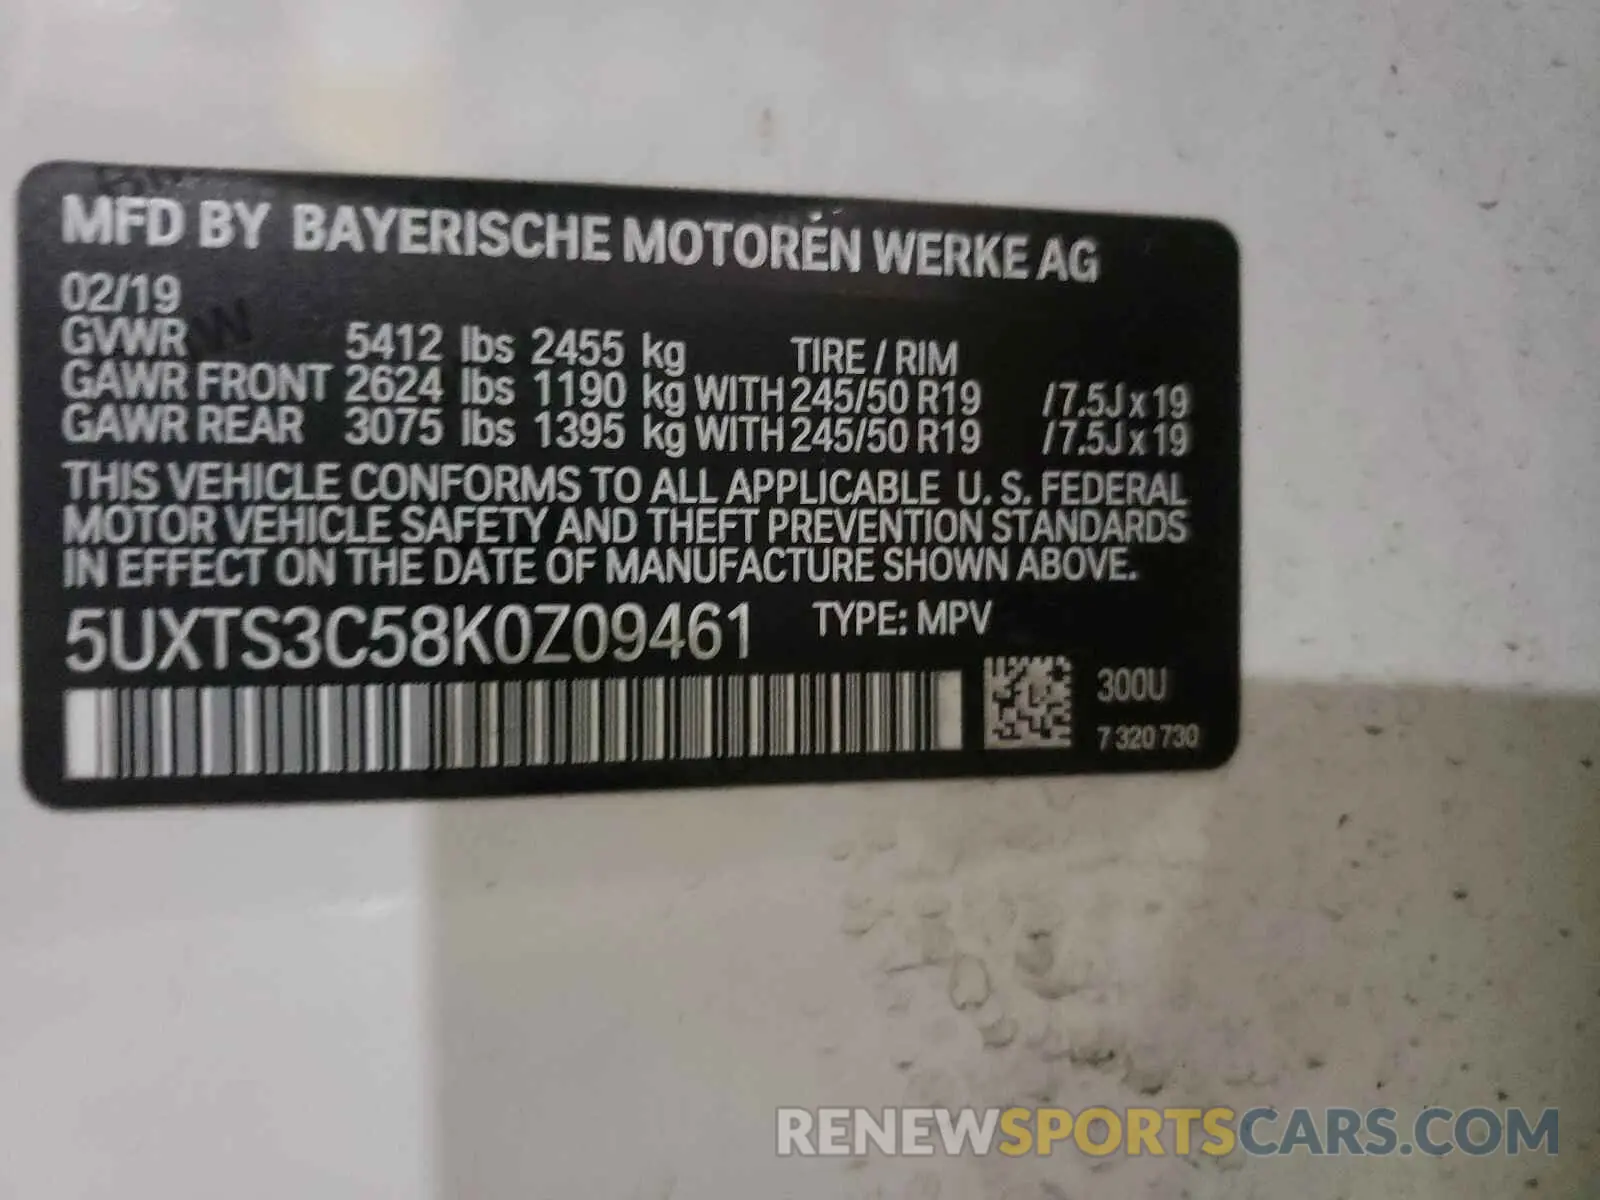 MFD BY BAYERISCHE MOTOREN WERKE AG
02/19
GVWR 5412 lbs 2455 kg TIRE / RIM
GAWR FRONT 2624 lbs 1190 kg WITH 245/50 R19 / 7.5J x 19
GAWR REAR 3075 lbs 1395 kg WITH 245/50 R19 / 7.5J x 19
THIS VEHICLE CONFORMS TO ALL APPLICABLE U. S. FEDERAL
MOTOR VEHICLE SAFETY AND THEFT PREVENTION STANDARDS
IN EFFECT ON THE DATE OF MANUFACTURE SHOWN ABOVE.
5UXTS3C58K0Z09461 TYPE: MPV
300U
7 320 730
RENEWSPORTSCARS.COM